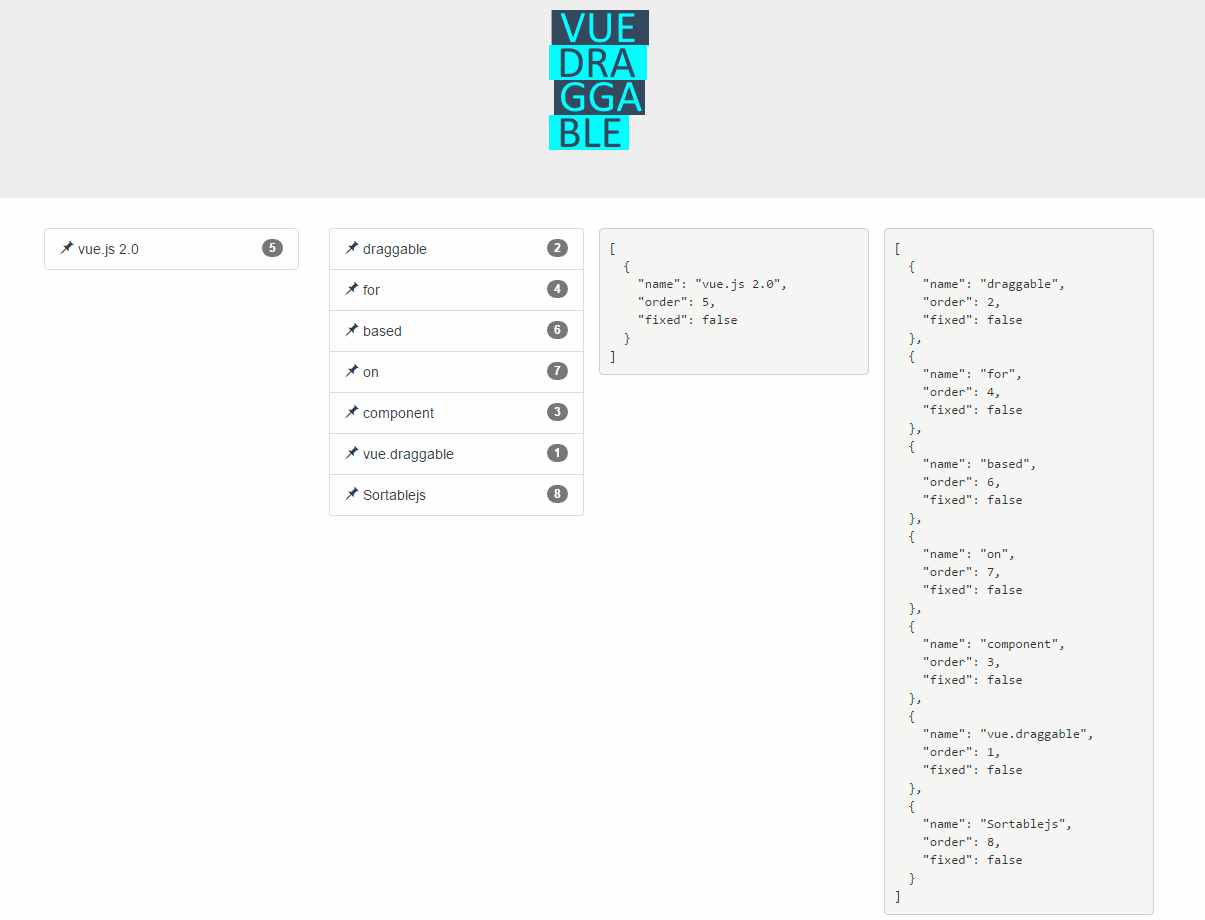 VUE
DRA
GGA
BLE
vue.js 2.0 5
draggable 2
for 4
based 6
on 7
component 3
vue.draggable 1
Sortablejs 8
[
  {
    "name": "vue.js 2.0",
    "order": 5,
    "fixed": false
  }
]
[
  {
    "name": "draggable",
    "order": 2,
    "fixed": false
  },
  {
    "name": "for",
    "order": 4,
    "fixed": false
  },
  {
    "name": "based",
    "order": 6,
    "fixed": false
  },
  {
    "name": "on",
    "order": 7,
    "fixed": false
  },
  {
    "name": "component",
    "order": 3,
    "fixed": false
  },
  {
    "name": "vue.draggable",
    "order": 1,
    "fixed": false
  },
  {
    "name": "Sortablejs",
    "order": 8,
    "fixed": false
  }
]